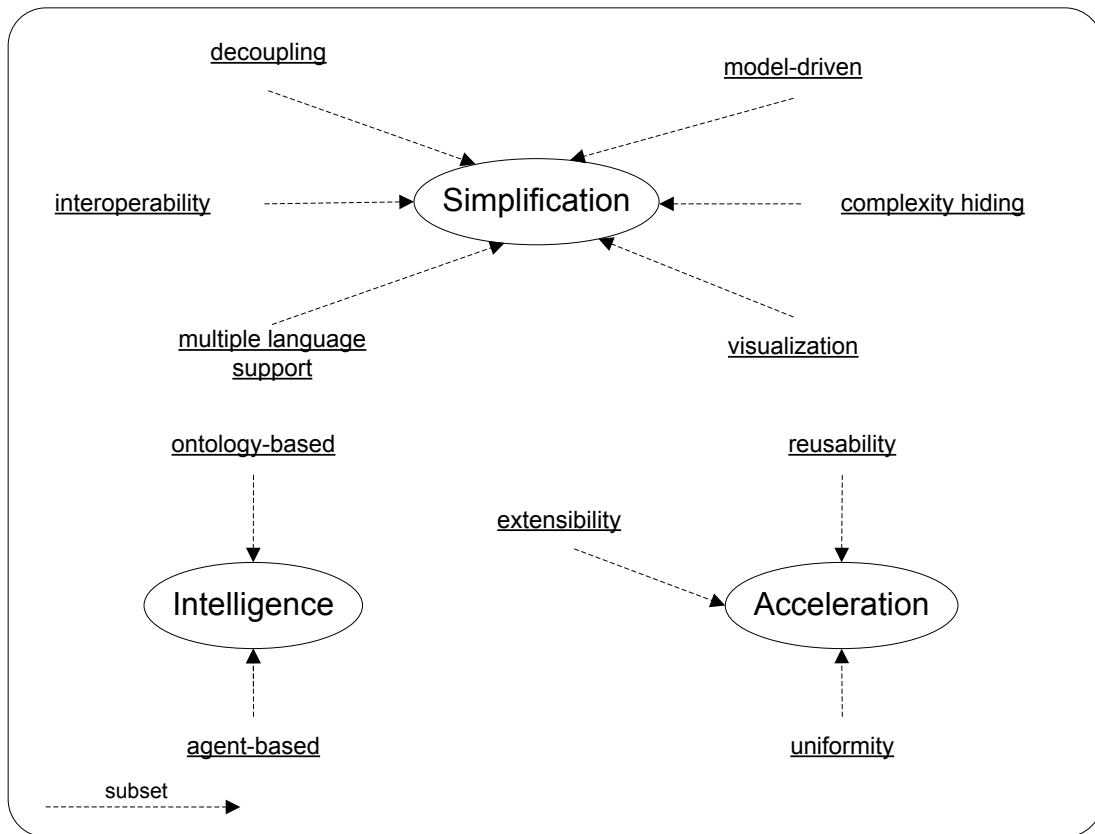 decoupling
model-driven
Simplification
interoperability
complexity hiding
multiple language
support
visualization
ontology-based
reusability
extensibility
Intelligence
Acceleration
agent-based
uniformity
subset